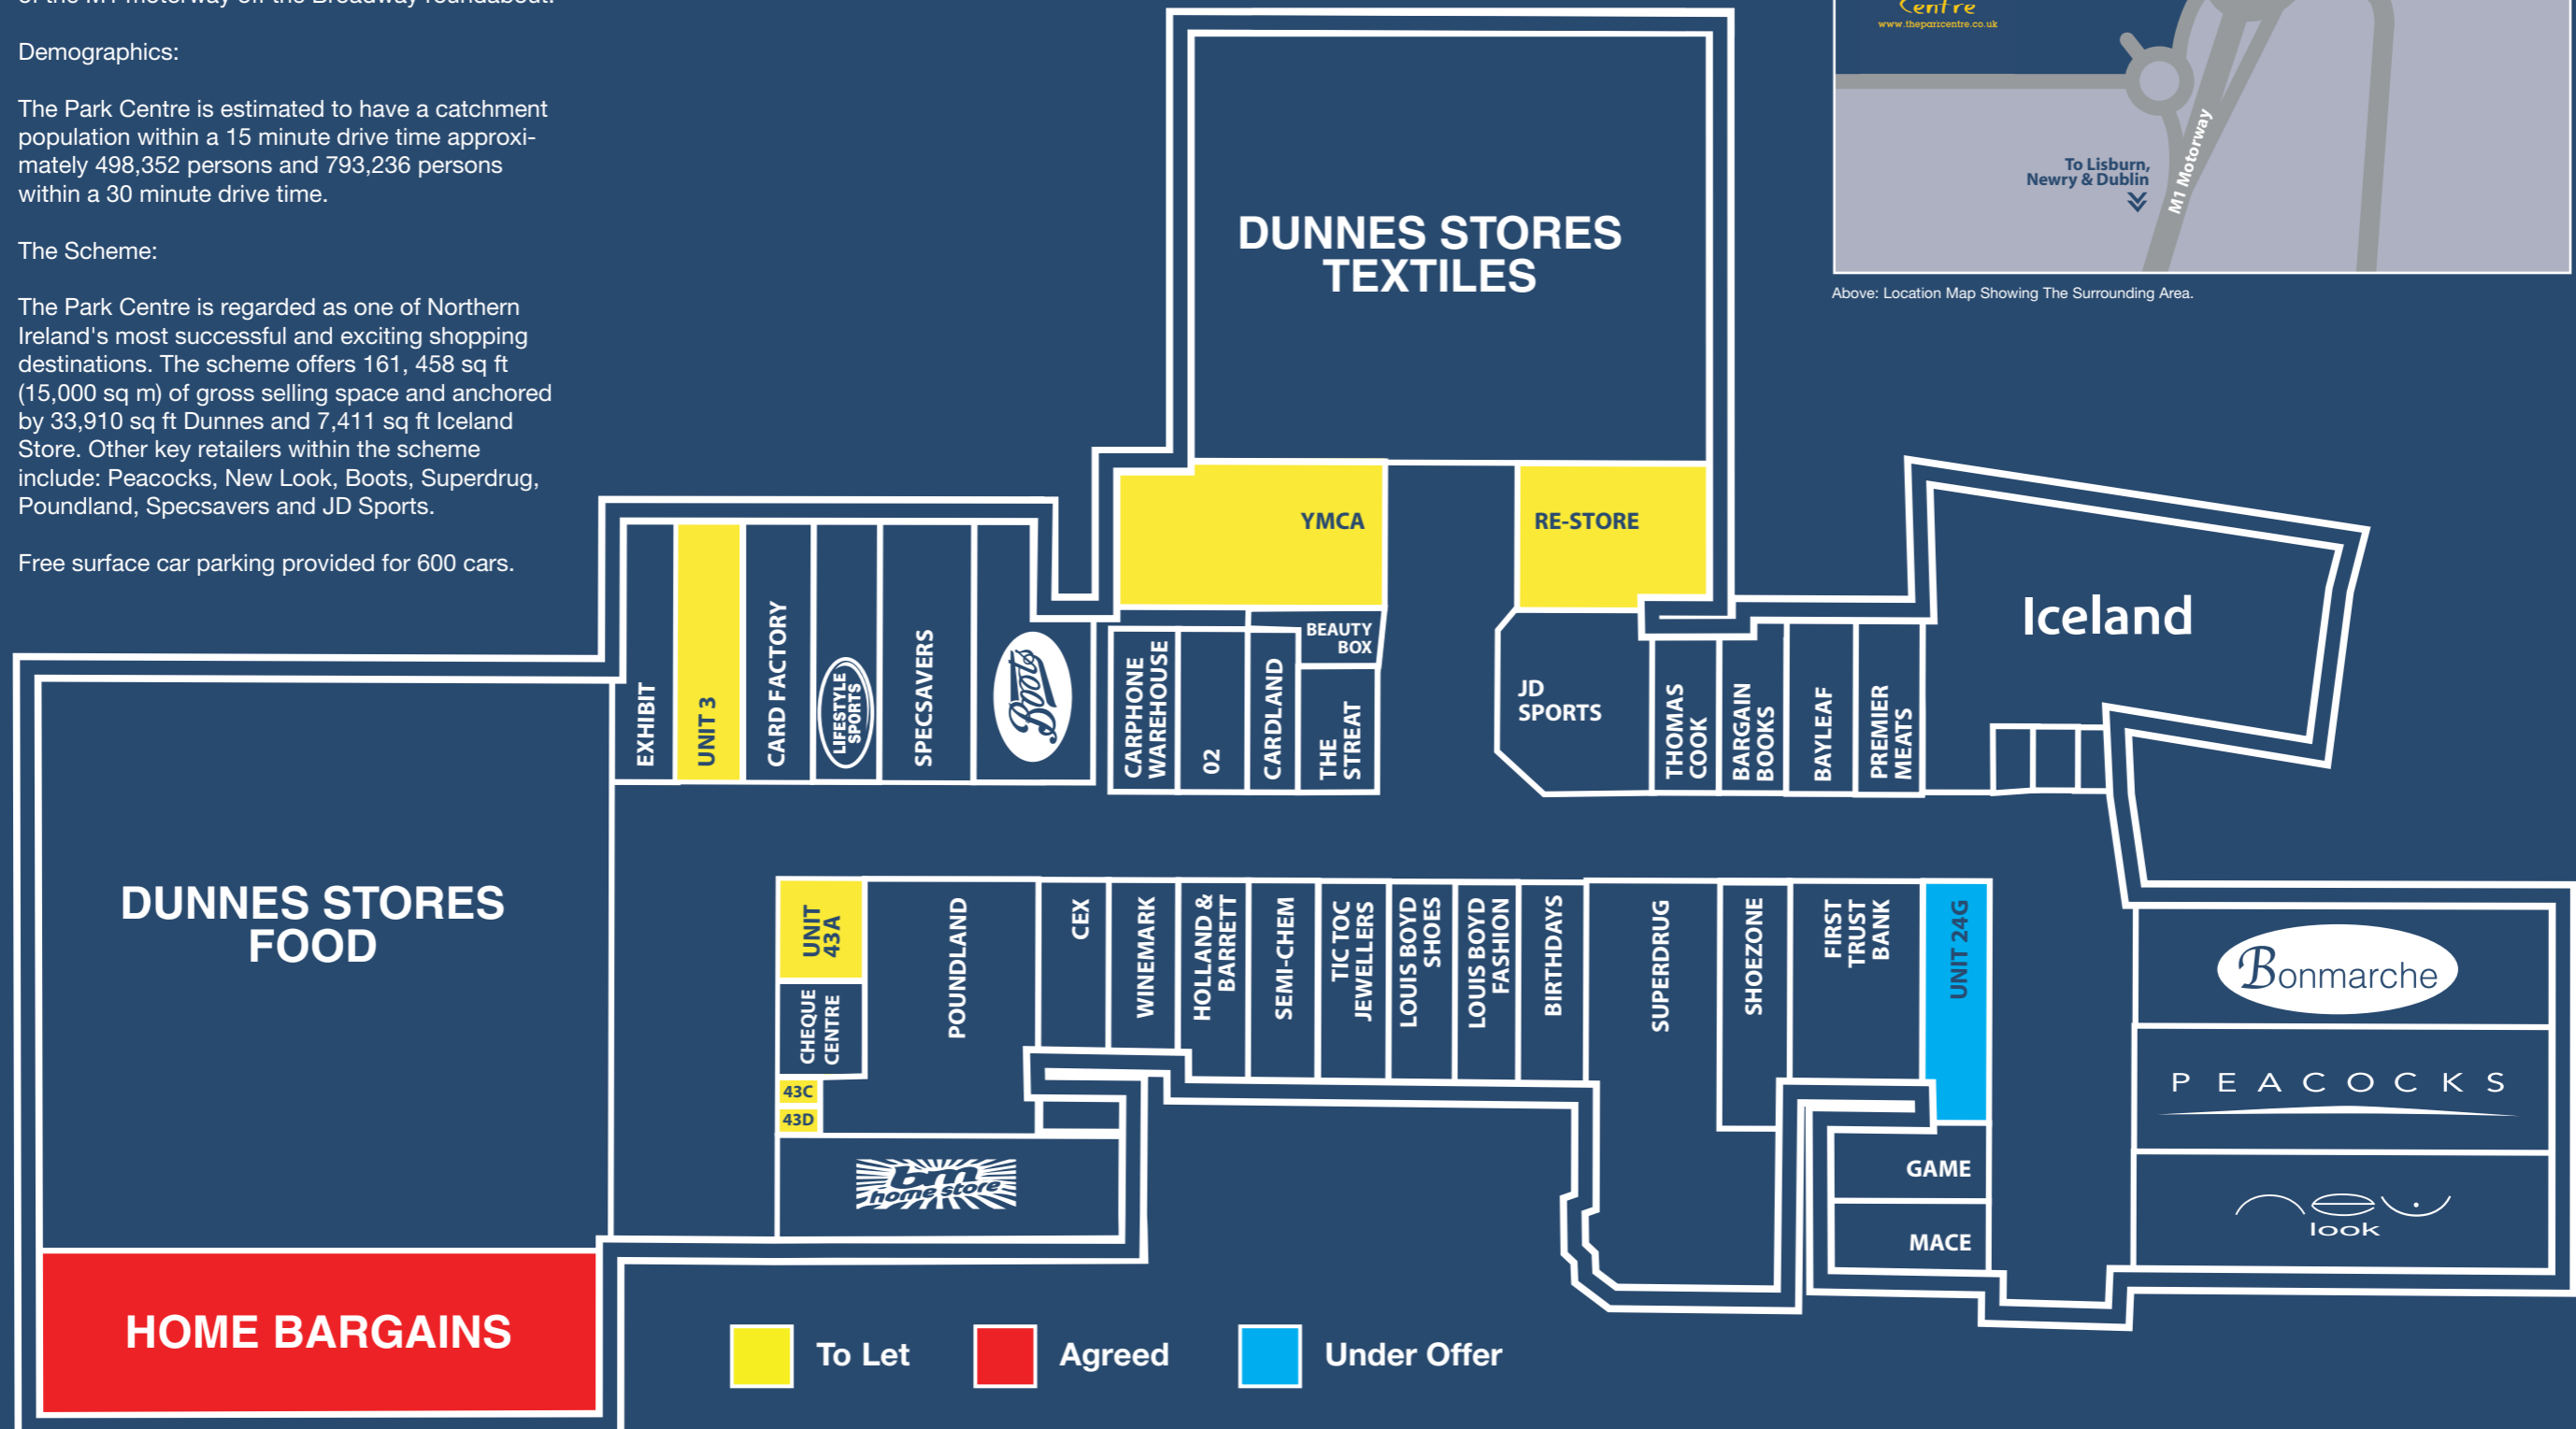 of the M1 motorway off the Broadway roundabout.
Demographics:
The Park Centre is estimated to have a catchment
population within a 15 minute drive time approxi-
mately 498,352 persons and 793,236 persons
within a 30 minute drive time.
The Scheme:
The Park Centre is regarded as one of Northern
Ireland's most successful and exciting shopping
destinations. The scheme offers 161, 458 sq ft
(15,000 sq m) of gross selling space and anchored
by 33,910 sq ft Dunnes and 7,411 sq ft Iceland
Store. Other key retailers within the scheme
include: Peacocks, New Look, Boots, Superdrug,
Poundland, Specsavers and JD Sports.
Free surface car parking provided for 600 cars.
Centre
www.theparkcentre.co.uk
To Lisburn,
Newry & Dublin
M1 Motorway
Above: Location Map Showing The Surrounding Area.
DUNNES STORES
TEXTILES
YMCA
RE-STORE
Iceland
EXHIBIT
UNIT 3
CARD FACTORY
LIFESTYLE
SPORTS
SPECSAVERS
Boots
CARPHONE
WAREHOUSE
02
CARDLAND
BEAUTY
BOX
THE
STREAT
JD
SPORTS
THOMAS
COOK
BARGAIN
BOOKS
BAYLEAF
PREMIER
MEATS
DUNNES STORES
FOOD
UNIT
43A
CHEQUE
CENTRE
43C
43D
POUNDLAND
CEX
WINEMARK
HOLLAND &
BARRETT
SEMI-CHEM
TIC TOC
JEWELLERS
LOUIS BOYD
SHOES
LOUIS BOYD
FASHION
BIRTHDAYS
SUPERDRUG
SHOEZONE
FIRST
TRUST
BANK
UNIT 24G
GAME
MACE
Bonmarche
PEACOCKS
new
look
bm
home store
HOME BARGAINS
To Let
Agreed
Under Offer